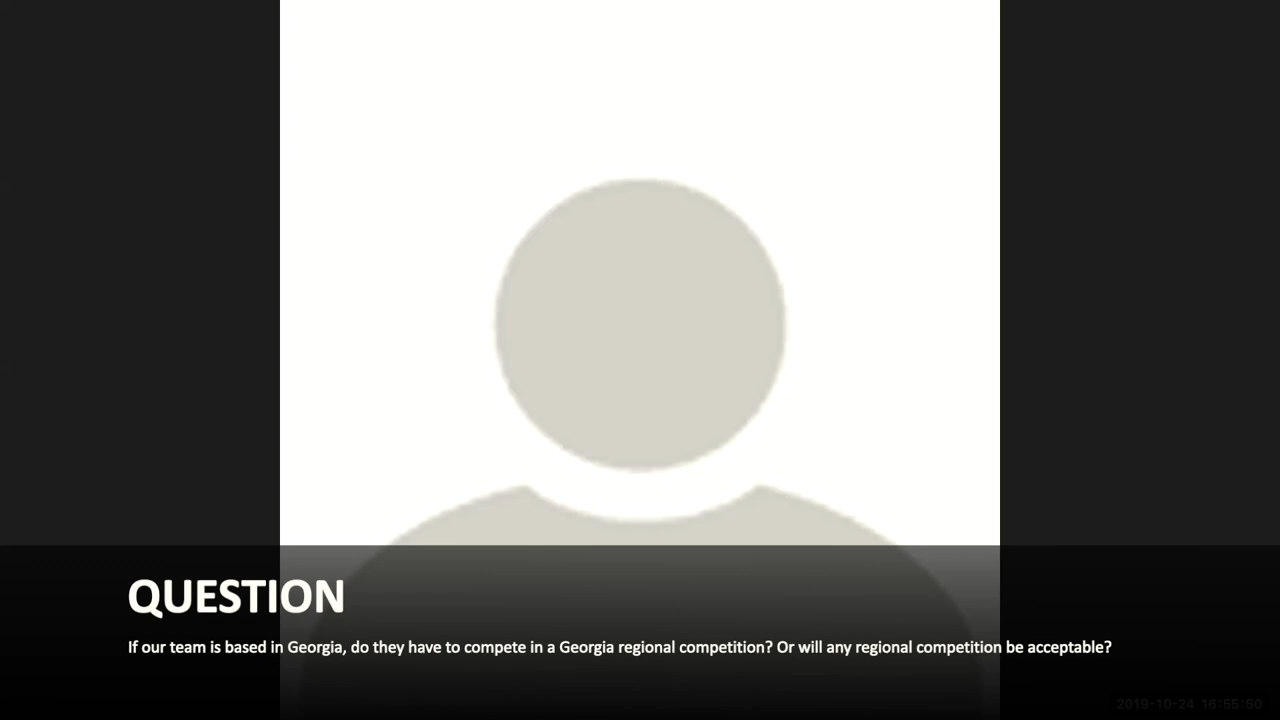 QUESTION
If our team is based in Georgia, do they have to compete in a Georgia regional competition? Or will any regional competition be acceptable?
2019-10-24 16:55:50